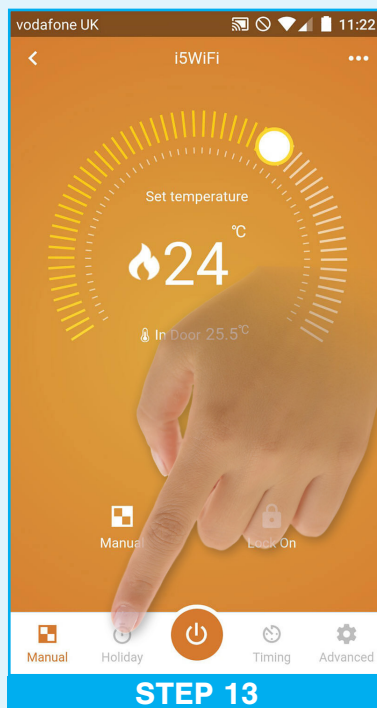 vodafone UK 11:22
i5WiFi
Set temperature
24 °C
In Door 25.5°C
Manual Lock On
Manual Holiday Timing Advanced
STEP 13